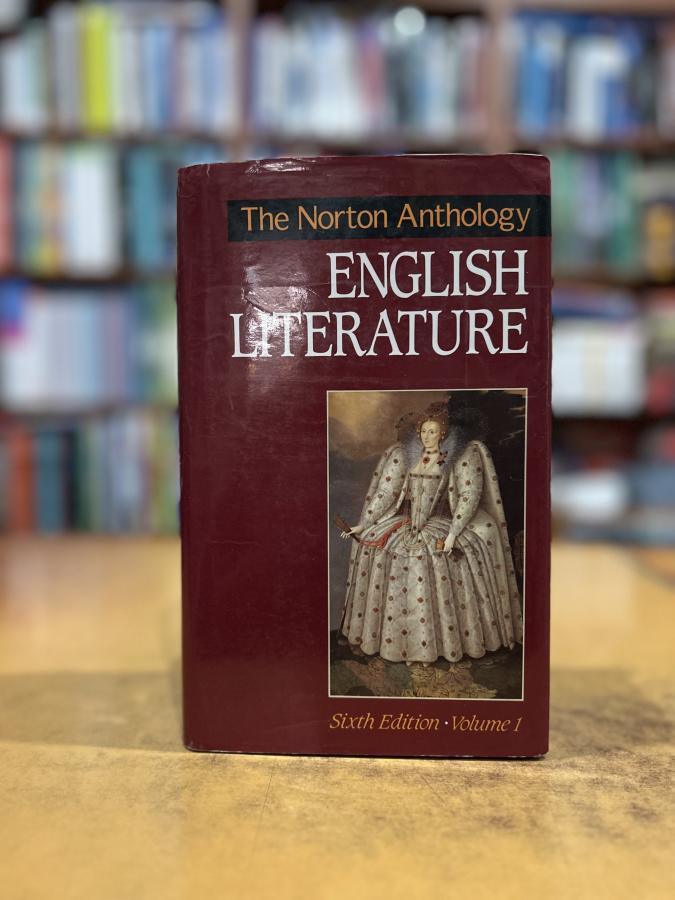 The Norton Anthology
ENGLISH
LITERATURE
Sixth Edition · Volume 1